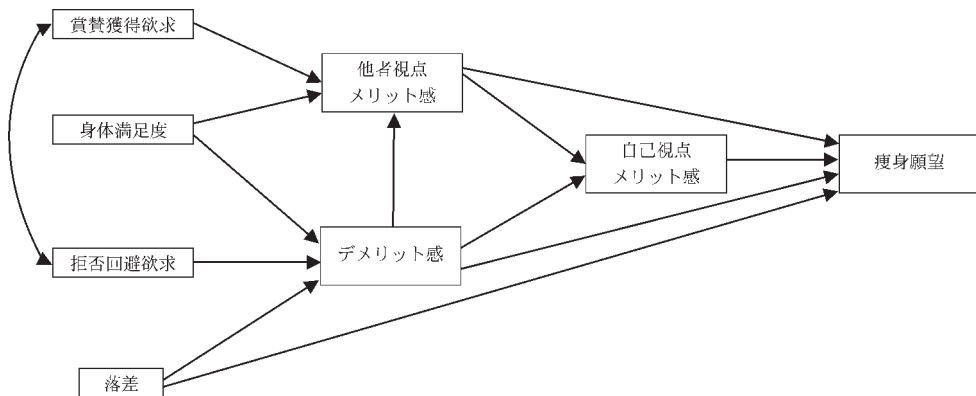 賞賛獲得欲求
他者視点
メリット感
身体満足度
自己視点
メリット感
痩身願望
デメリット感
拒否回避欲求
落差